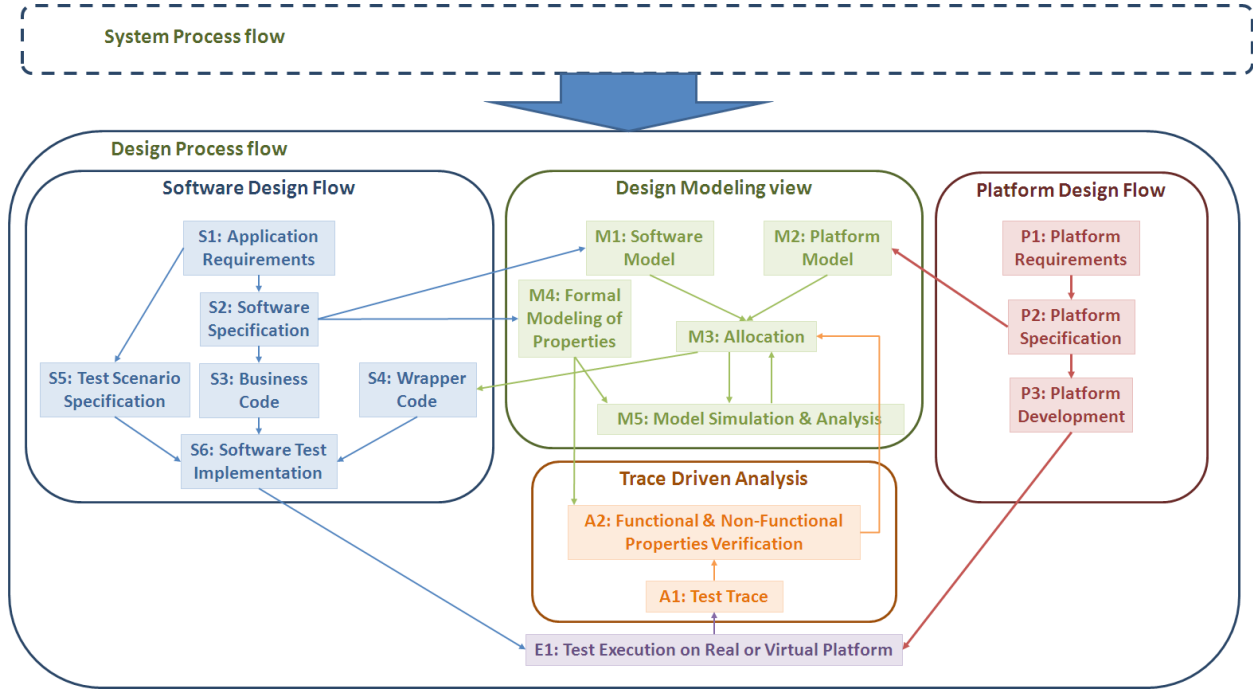 System Process flow
Design Process flow
Software Design Flow
S1: Application
Requirements
S2: Software
Specification
S5: Test Scenario
Specification
S3: Business
Code
S4: Wrapper
Code
S6: Software Test
Implementation
Design Modeling view
M1: Software
Model
M2: Platform
Model
M4: Formal
Modeling of
Properties
M3: Allocation
M5: Model Simulation & Analysis
Platform Design Flow
P1: Platform
Requirements
P2: Platform
Specification
P3: Platform
Development
Trace Driven Analysis
A2: Functional & Non-Functional
Properties Verification
A1: Test Trace
E1: Test Execution on Real or Virtual Platform